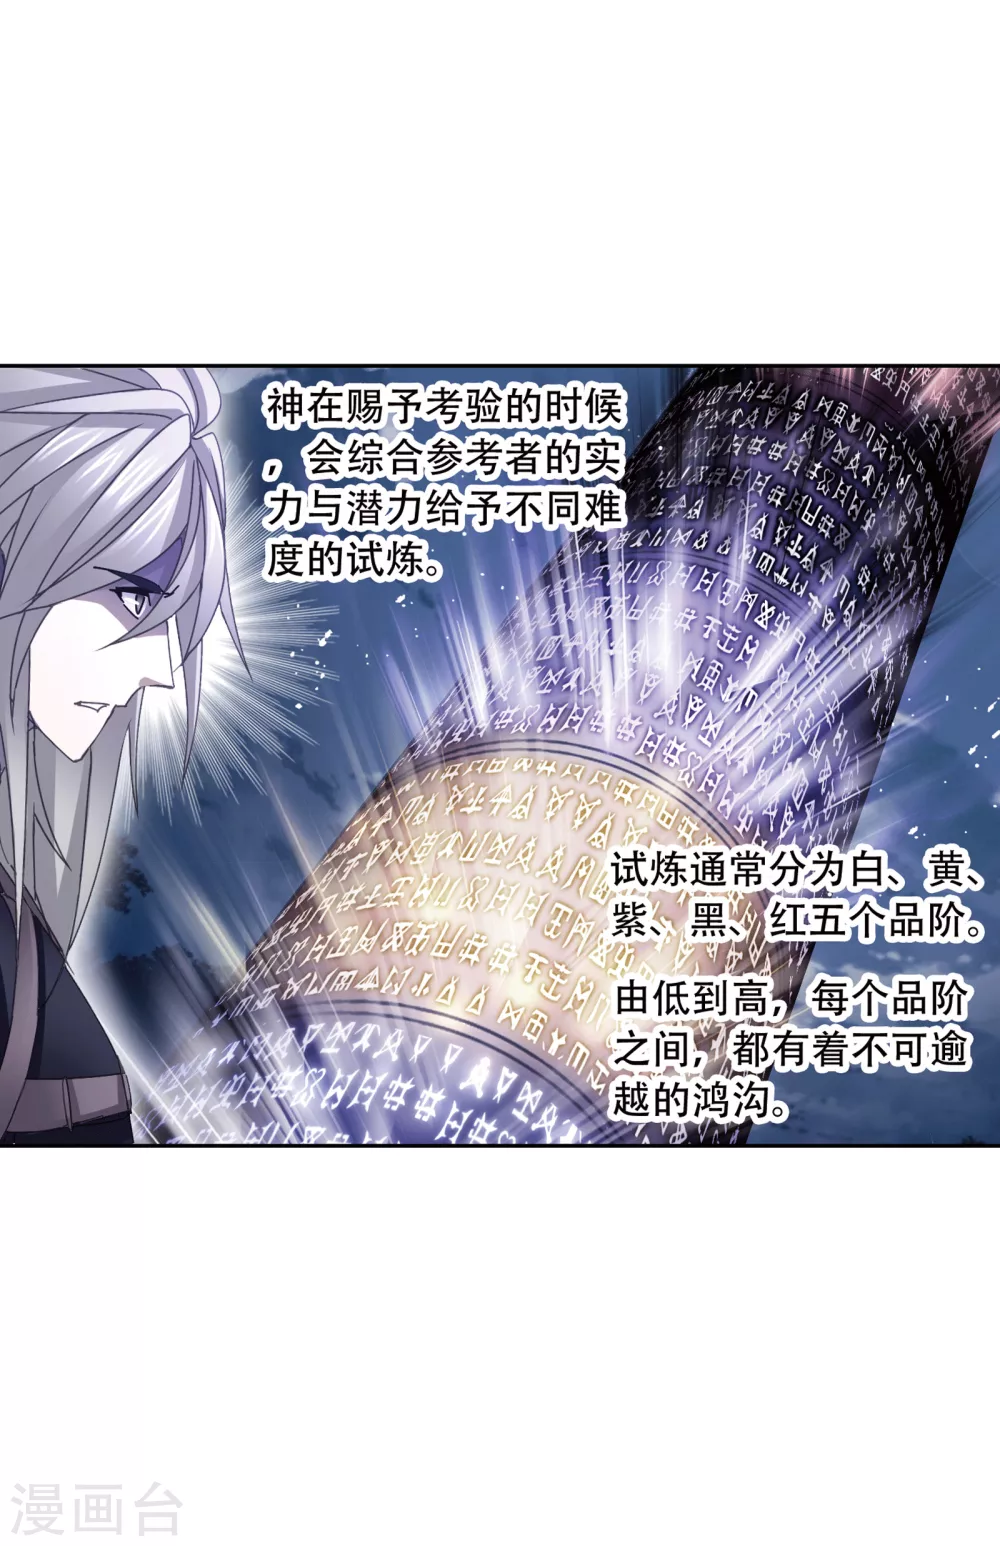 神在赐予考验的时候
，会综合参考者的实
力与潜力给予不同难
度的试炼。
试炼通常分为白、黄、
紫、黑、红五个品阶。
由低到高，每个品阶
之间，都有着不可逾
越的鸿沟。
漫画台